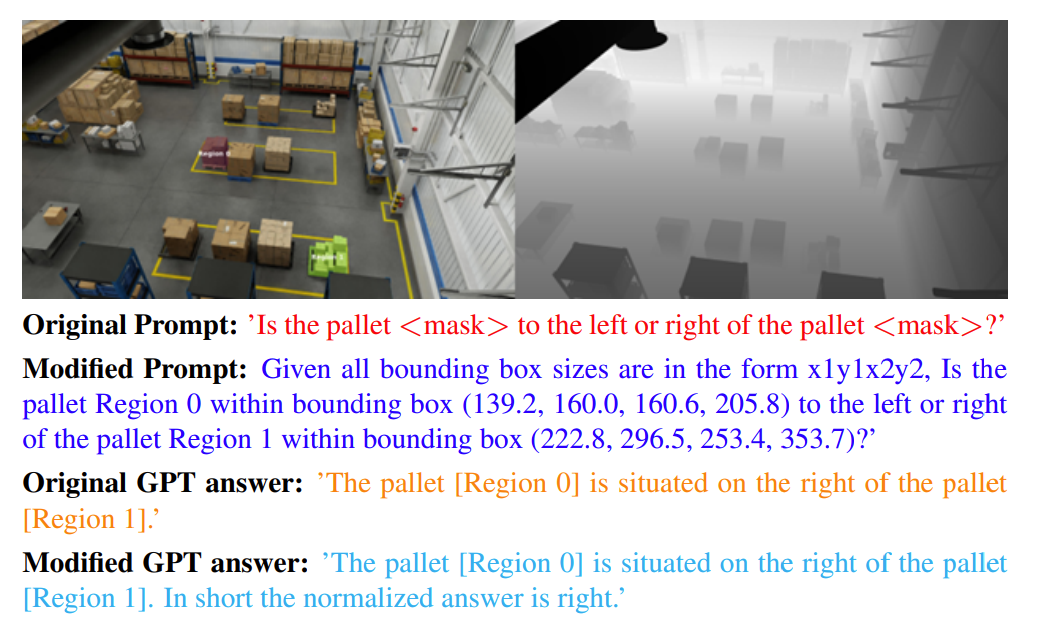 Region 0
Region 1
Original Prompt: ’Is the pallet <mask> to the left or right of the pallet <mask>?’
Modified Prompt: Given all bounding box sizes are in the form x1y1x2y2, Is the
pallet Region 0 within bounding box (139.2, 160.0, 160.6, 205.8) to the left or right
of the pallet Region 1 within bounding box (222.8, 296.5, 253.4, 353.7)?’
Original GPT answer: ’The pallet [Region 0] is situated on the right of the pallet
[Region 1].’
Modified GPT answer: ’The pallet [Region 0] is situated on the right of the pallet
[Region 1]. In short the normalized answer is right.’